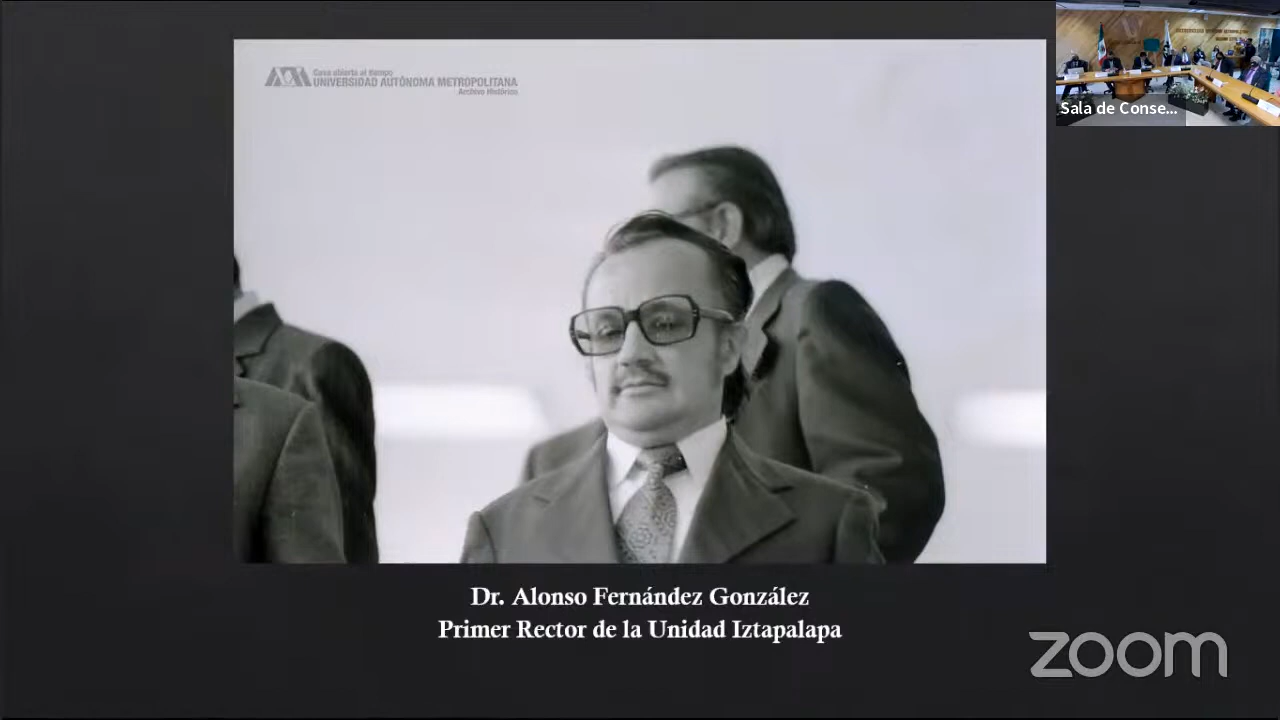 Casa abierta al tiempo
UNIVERSIDAD AUTÓNOMA METROPOLITANA
Archivo Histórico
Sala de Conse...
Dr. Alonso Fernández González
Primer Rector de la Unidad Iztapalapa
zoom